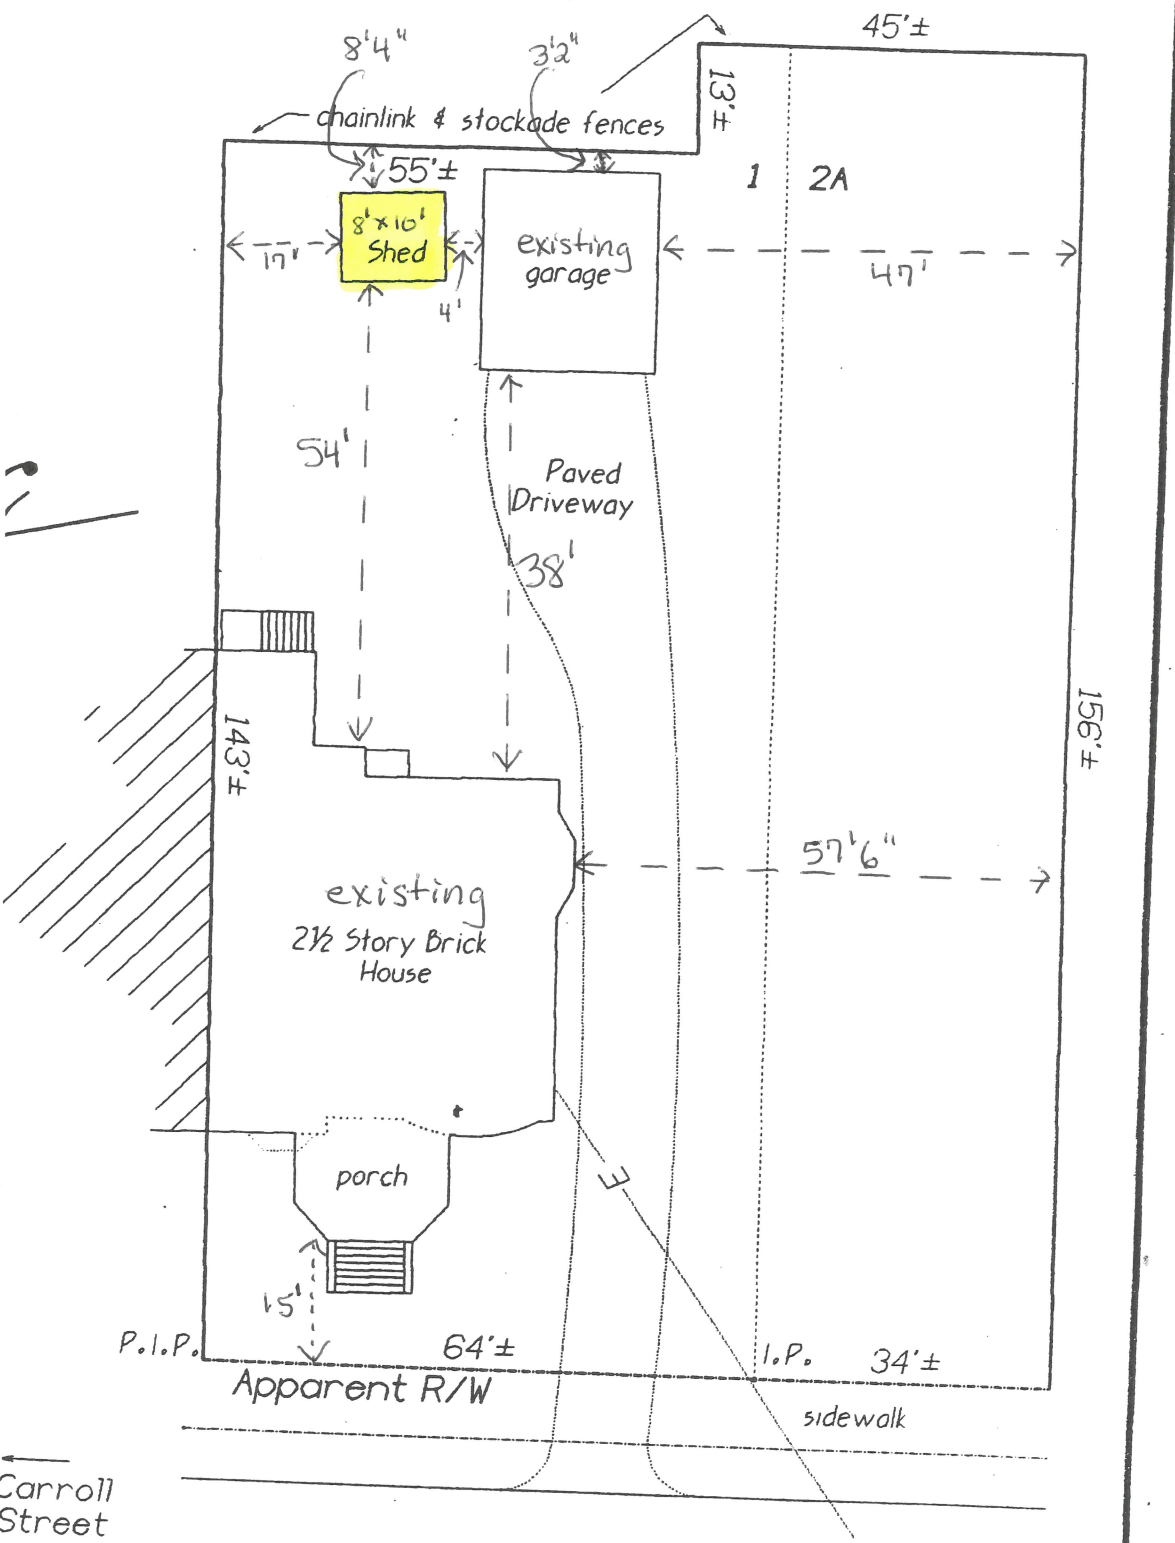 45'±
8'4"
3'2"
13'±
chainlink & stockade fences
55'±
1
2A
8'x10'
Shed
existing
garage
17'
4'
47'
54'
Paved
Driveway
38'
143'±
156'±
57'6"
existing
2½ Story Brick
House
E
porch
15'
P.I.P.
64'±
I.P.
34'±
Apparent R/W
sidewalk
Carroll
Street